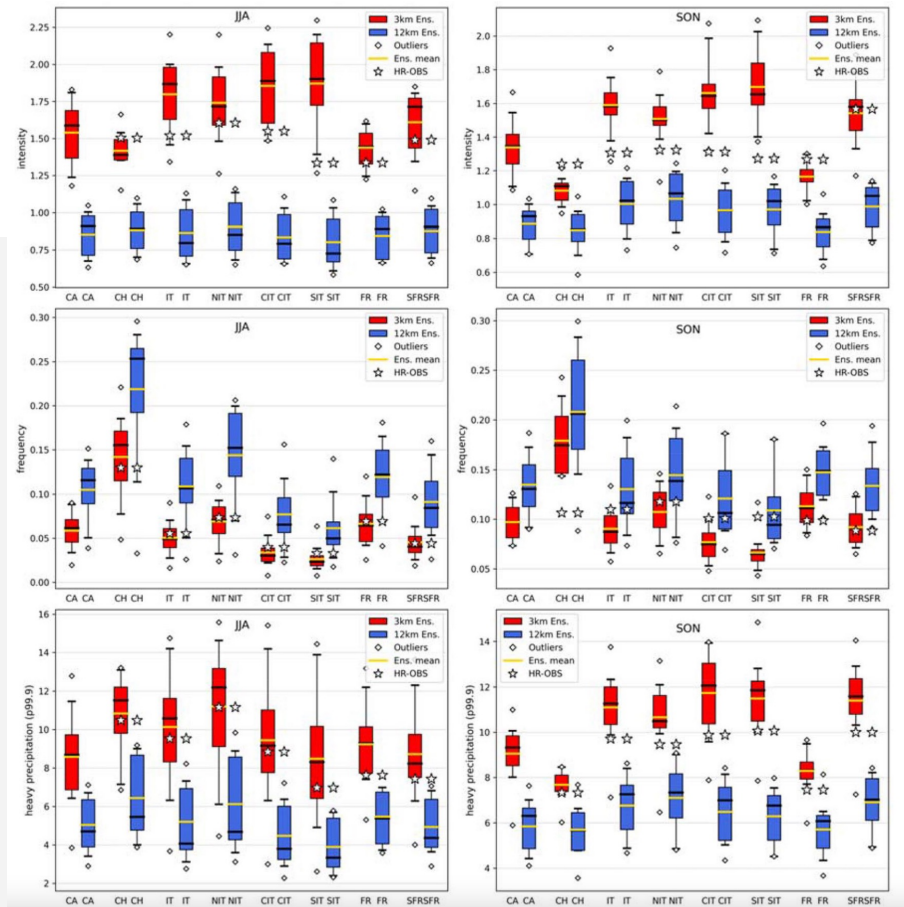 JJA
3km Ens.
12km Ens.
Outliers
Ens. mean
HR-OBS
intensity
2.25
2.00
1.75
1.50
1.25
1.00
0.75
0.50
CA CA CH CH IT IT NIT NIT CIT CIT SIT SIT FR FR SFR SFR
SON
3km Ens.
12km Ens.
Outliers
Ens. mean
HR-OBS
intensity
2.0
1.8
1.6
1.4
1.2
1.0
0.8
0.6
CA CA CH CH IT IT NIT NIT CIT CIT SIT SIT FR FR SFR SFR
JJA
3km Ens.
12km Ens.
Outliers
Ens. mean
HR-OBS
frequency
0.30
0.25
0.20
0.15
0.10
0.05
0.00
CA CA CH CH IT IT NIT NIT CIT CIT SIT SIT FR FR SFR SFR
SON
3km Ens.
12km Ens.
Outliers
Ens. mean
HR-OBS
frequency
0.30
0.25
0.20
0.15
0.10
0.05
CA CA CH CH IT IT NIT NIT CIT CIT SIT SIT FR FR SFR SFR
JJA
3km Ens.
12km Ens.
Outliers
Ens. mean
HR-OBS
heavy precipitation (p99.9)
16
14
12
10
8
6
4
2
CA CA CH CH IT IT NIT NIT CIT CIT SIT SIT FR FR SFR SFR
SON
3km Ens.
12km Ens.
Outliers
Ens. mean
HR-OBS
heavy precipitation (p99.9)
14
12
10
8
6
4
CA CA CH CH IT IT NIT NIT CIT CIT SIT SIT FR FR SFR SFR